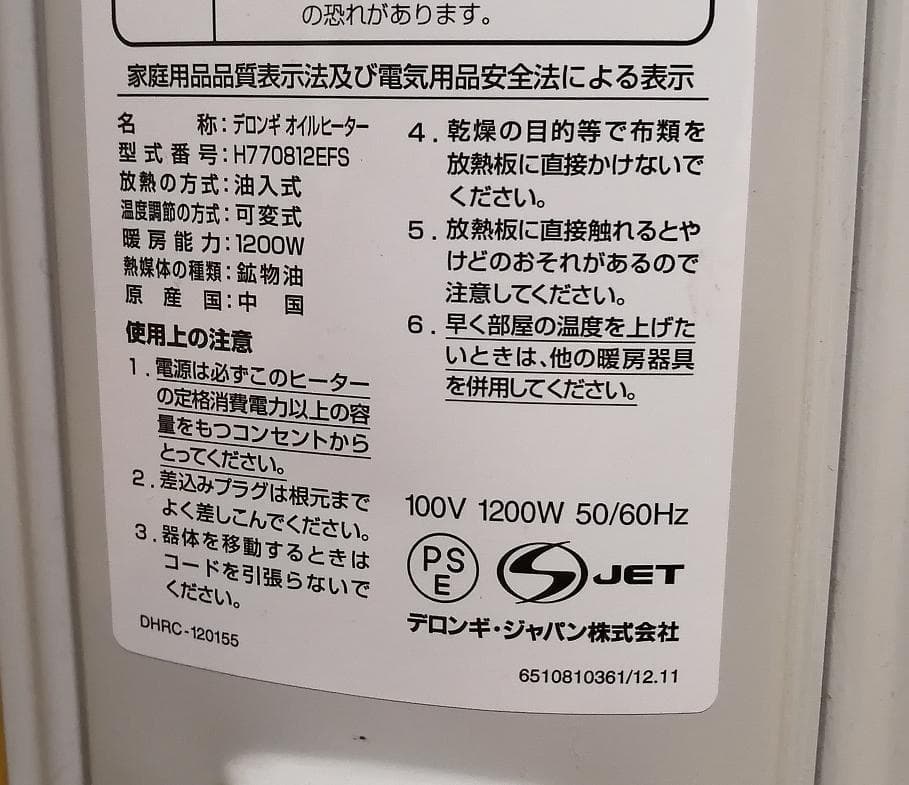 の恐れがあります。
家庭用品品質表示法及び電気用品安全法による表示
名 称:デロンギ オイルヒーター
型式番号:H770812EFS
放熱の方式:油入式
温度調節の方式:可変式
暖房能力:1200W
熱媒体の種類:鉱物油
原産国:中 国
使用上の注意
1.電源は必ずこのヒーター
の定格消費電力以上の容
量をもつコンセントから
とってください。
2.差込みプラグは根元まで
よく差しこんでください。
3.器体を移動するときは
コードを引張らないで
ください。
DHRC-120155
4.乾燥の目的等で布類を
放熱板に直接かけないで
ください。
5.放熱板に直接触れるとや
けどのおそれがあるので
注意してください。
6.早く部屋の温度を上げた
いときは、他の暖房器具
を併用してください。
100V 1200W 50/60Hz
PS
E
JET
デロンギ・ジャパン株式会社
6510810361/12.11